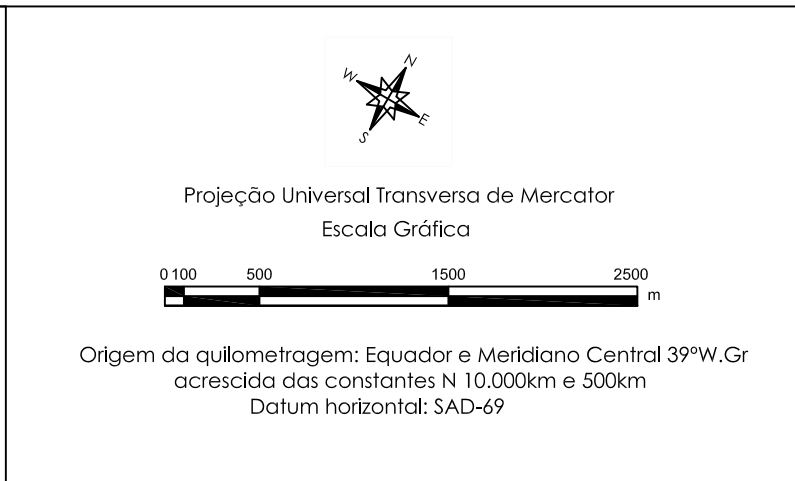 N
W
E
S
Projeção Universal Transversa de Mercator
Escala Gráfica
0 100 500 1500 2500
m
Origem da quilometragem: Equador e Meridiano Central 39ºW.Gr
acrescida das constantes N 10.000km e 500km
Datum horizontal: SAD-69